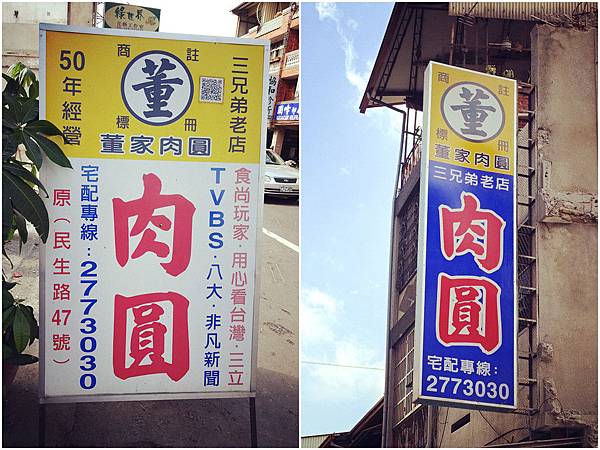 50年經營
註冊商標
董
三兄弟老店
董家肉圓
原(民生路47號)
宅配專線:2773030
肉圓
TVBS‧八大‧非凡新聞
食尚玩家‧用心看台灣‧三立
註冊商標
董
董家肉圓
三兄弟老店
肉圓
宅配專線:
2773030